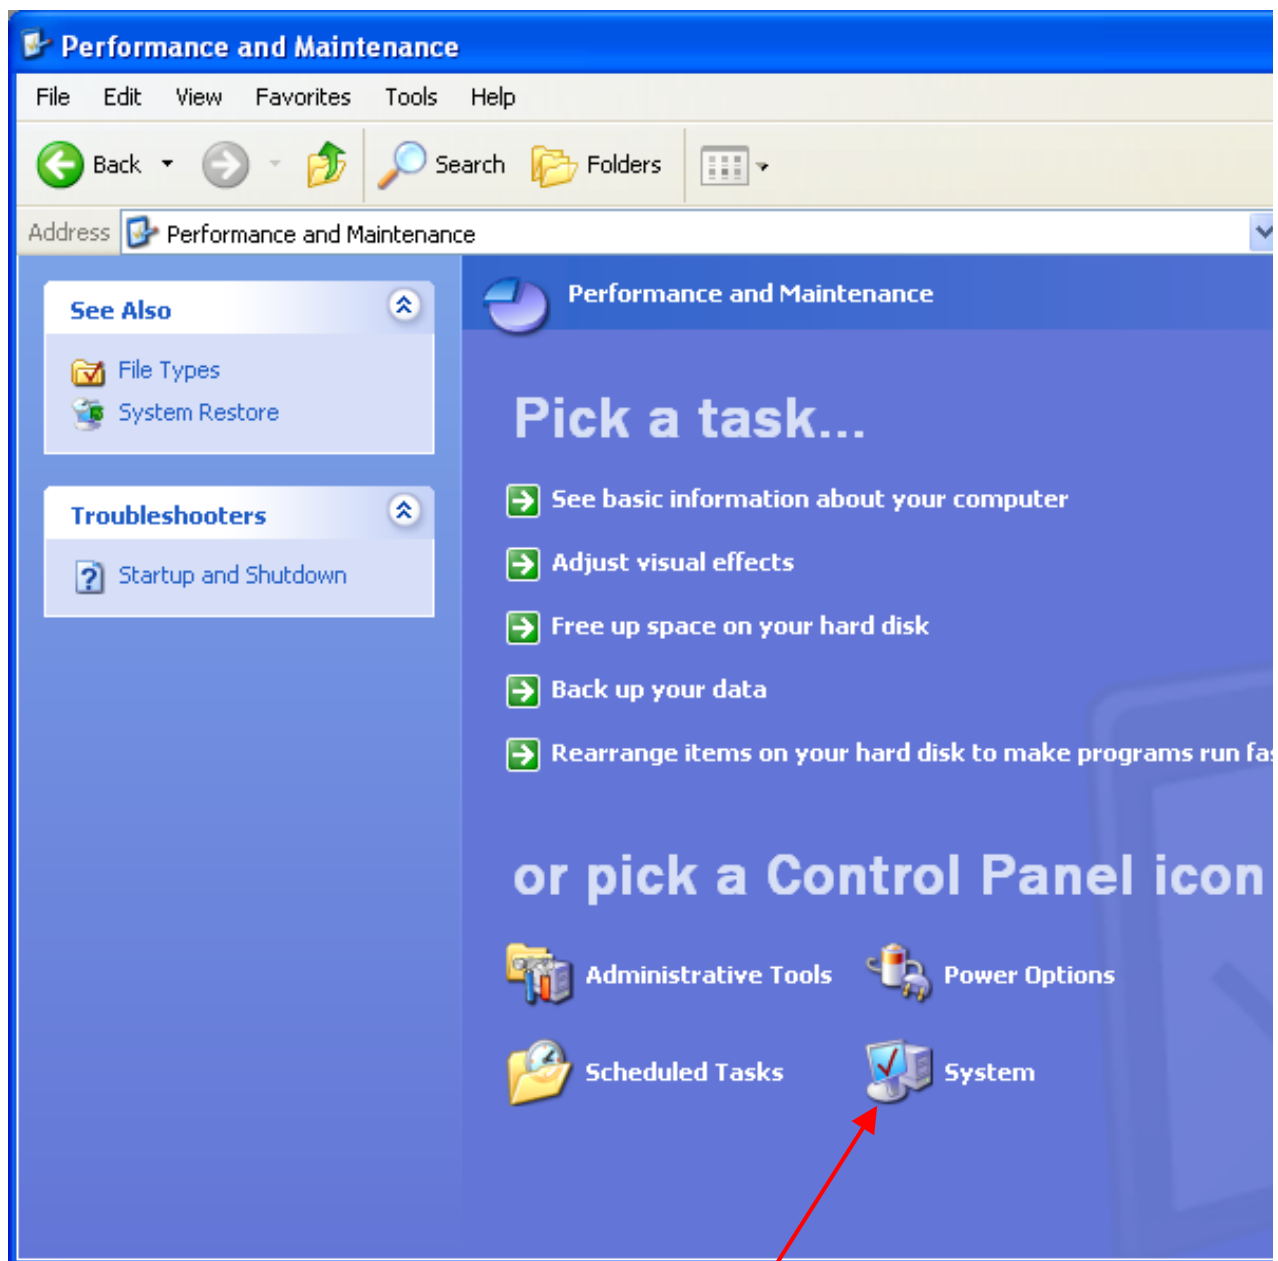 Performance and Maintenance
File Edit View Favorites Tools Help
Back Search Folders
Address Performance and Maintenance
See Also
File Types
System Restore
Troubleshooters
Startup and Shutdown
Performance and Maintenance
Pick a task...
See basic information about your computer
Adjust visual effects
Free up space on your hard disk
Back up your data
Rearrange items on your hard disk to make programs run fas
or pick a Control Panel icon
Administrative Tools Power Options
Scheduled Tasks System